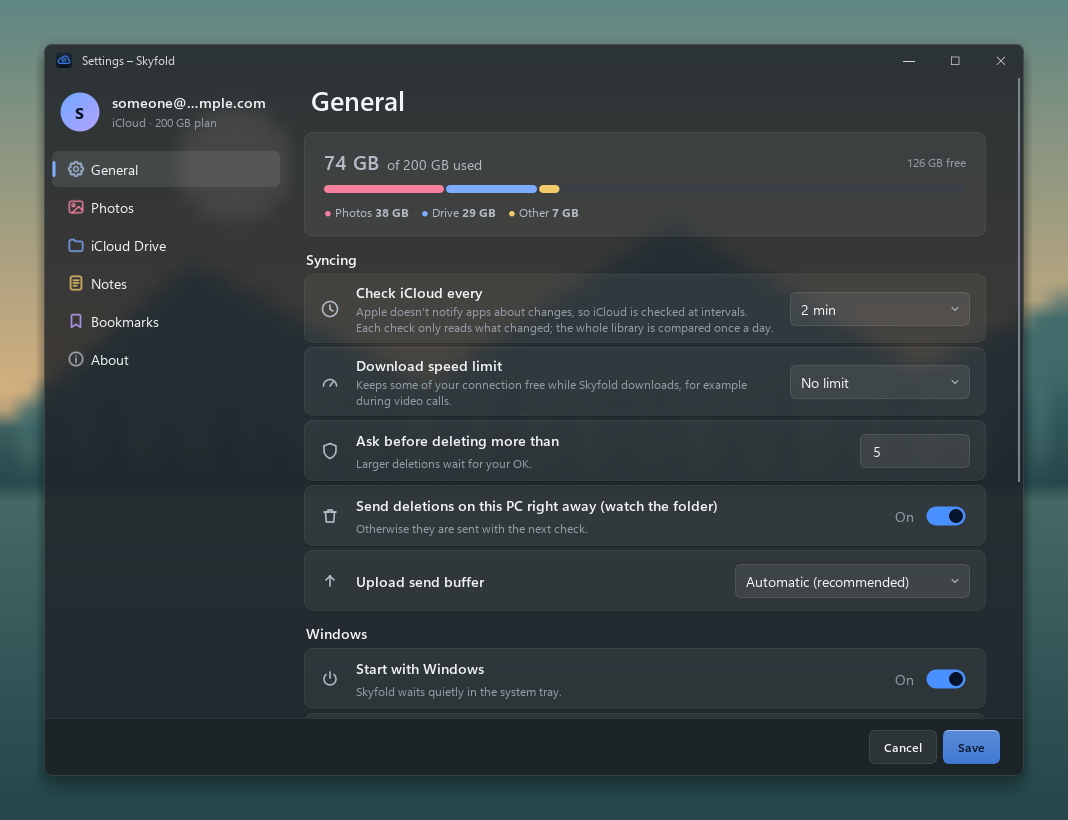 Settings – Skyfold
S
someone@...mple.com
iCloud · 200 GB plan
General
Photos
iCloud Drive
Notes
Bookmarks
About
General
74 GB of 200 GB used
126 GB free
Photos 38 GB Drive 29 GB Other 7 GB
Syncing
Check iCloud every
Apple doesn't notify apps about changes, so iCloud is checked at intervals.
Each check only reads what changed; the whole library is compared once a day.
2 min
Download speed limit
Keeps some of your connection free while Skyfold downloads, for example
during video calls.
No limit
Ask before deleting more than
Larger deletions wait for your OK.
5
Send deletions on this PC right away (watch the folder)
Otherwise they are sent with the next check.
On
Upload send buffer
Automatic (recommended)
Windows
Start with Windows
Skyfold waits quietly in the system tray.
On
Cancel
Save